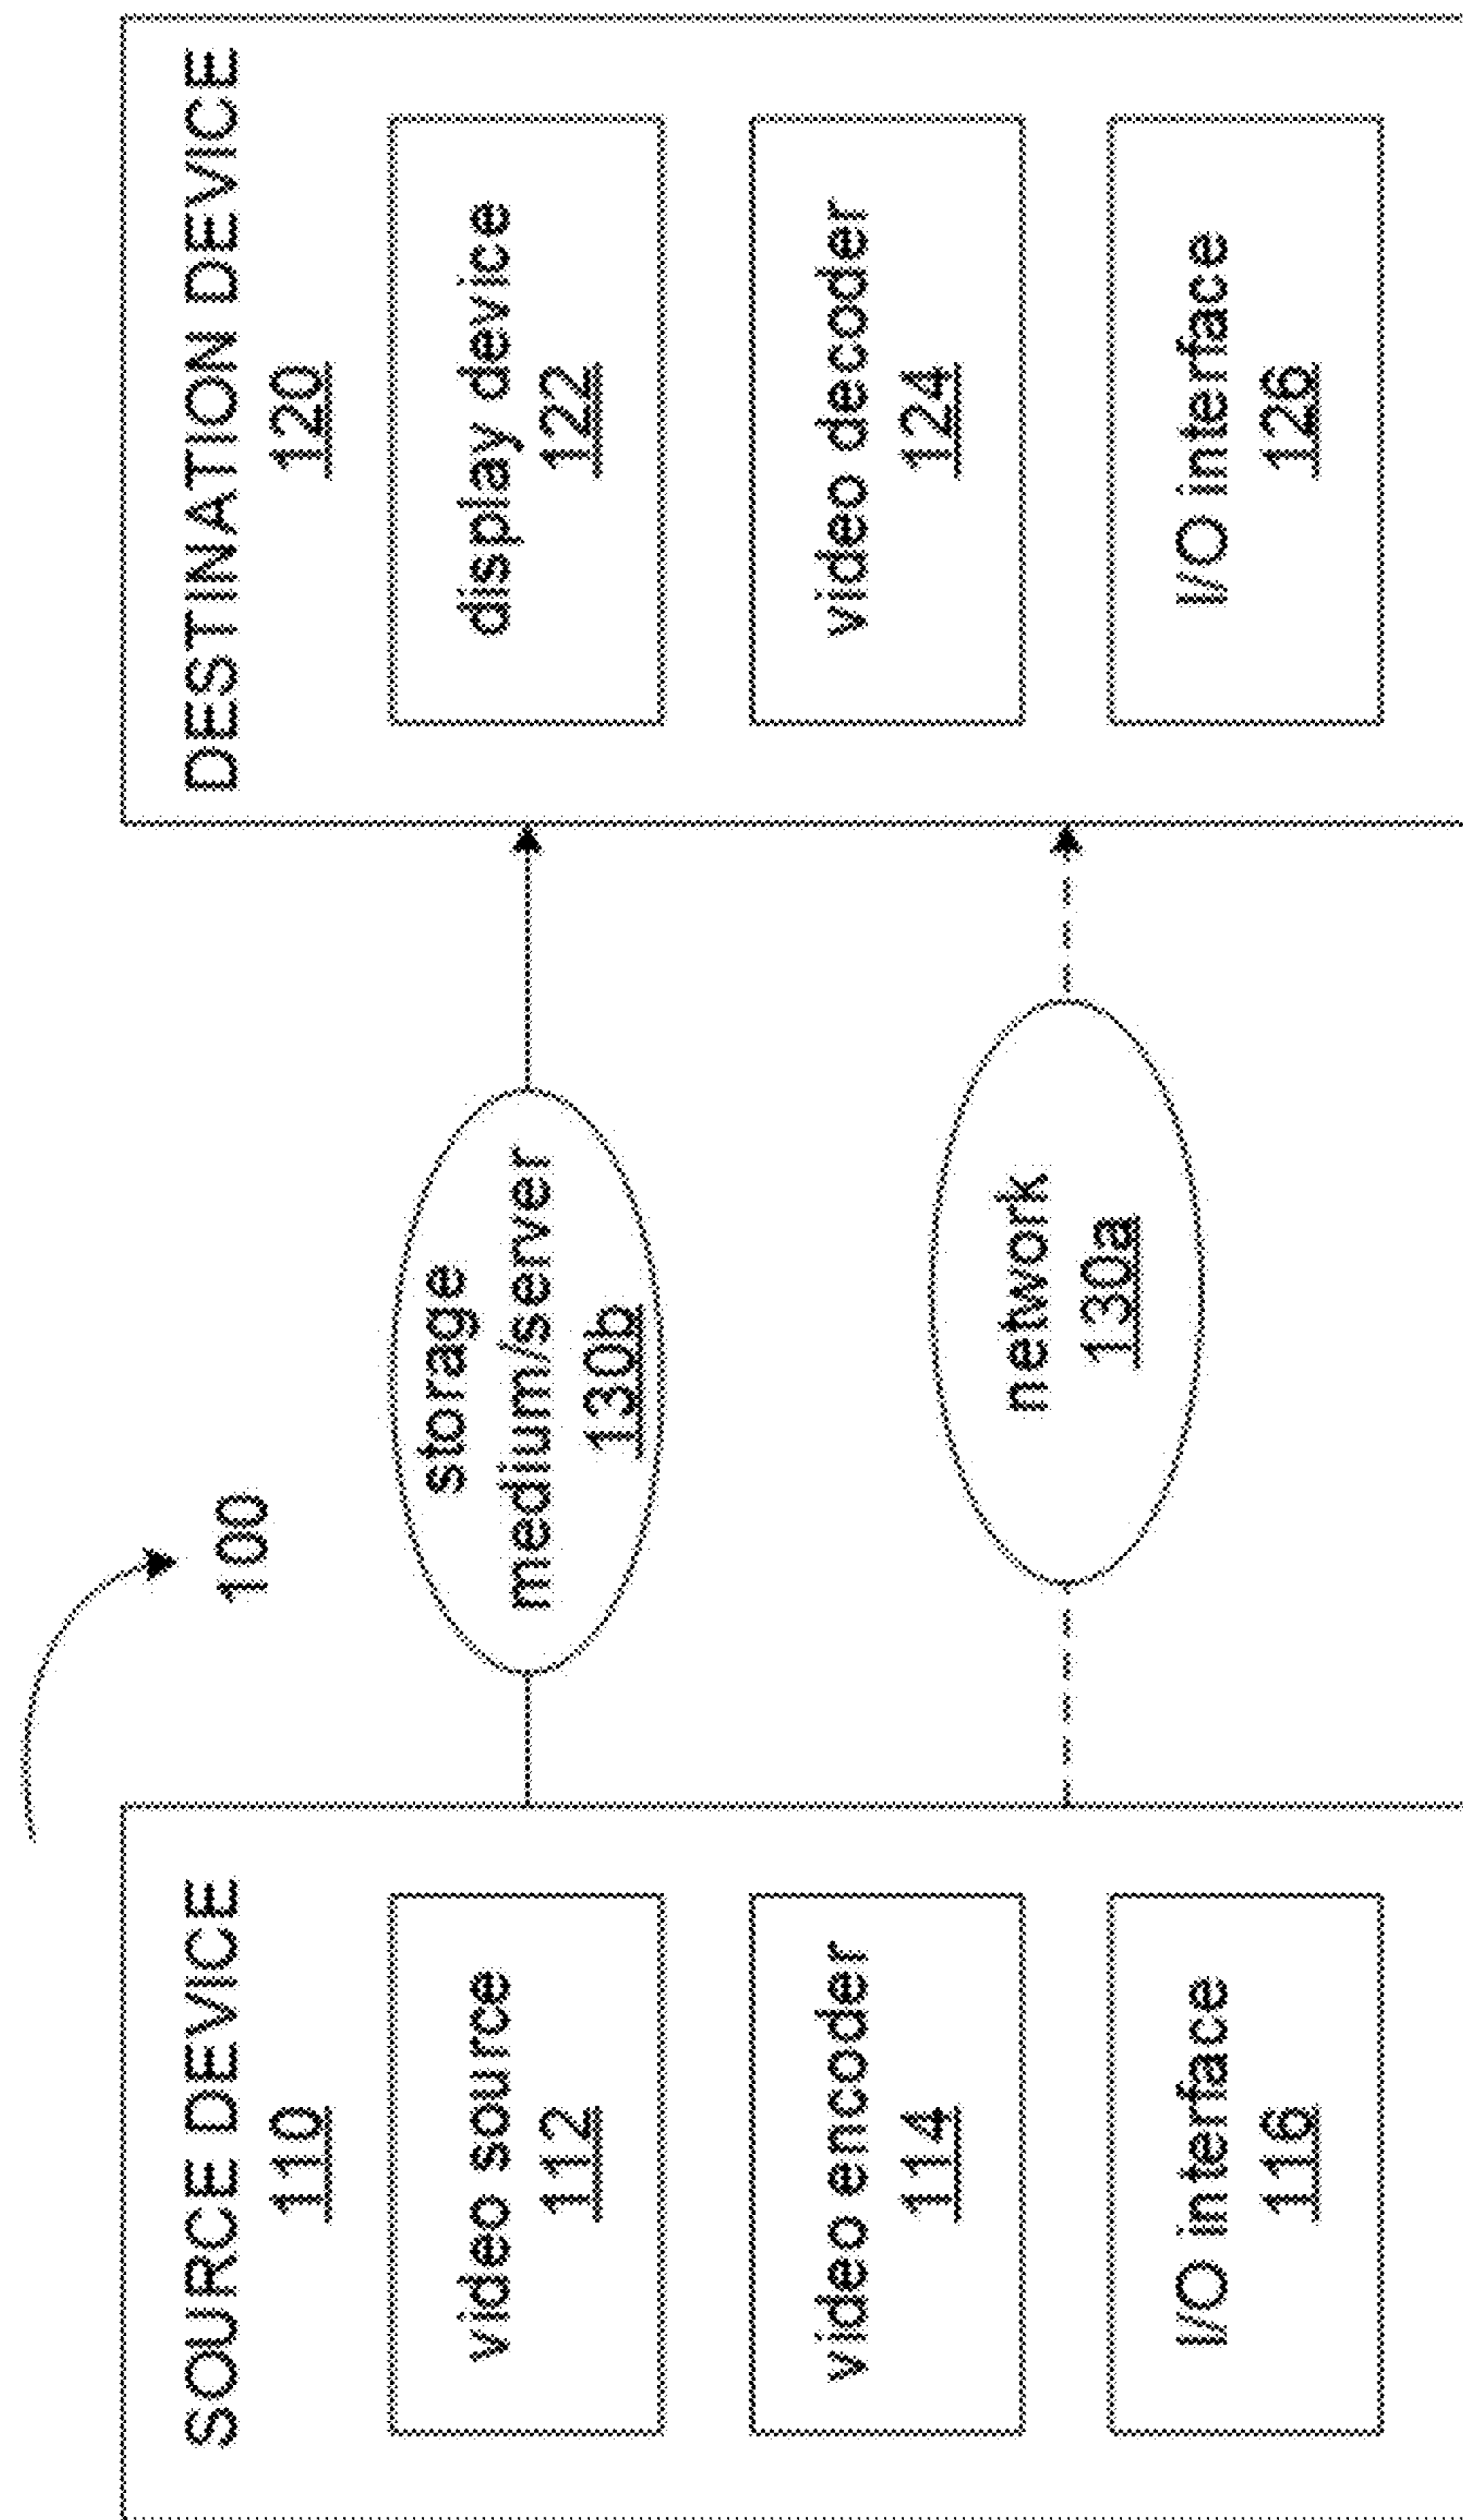 100
SOURCE DEVICE
110
video source
112
video encoder
114
I/O interface
116
storage
medium/server
130b
network
130a
DESTINATION DEVICE
120
display device
122
video decoder
124
I/O interface
126